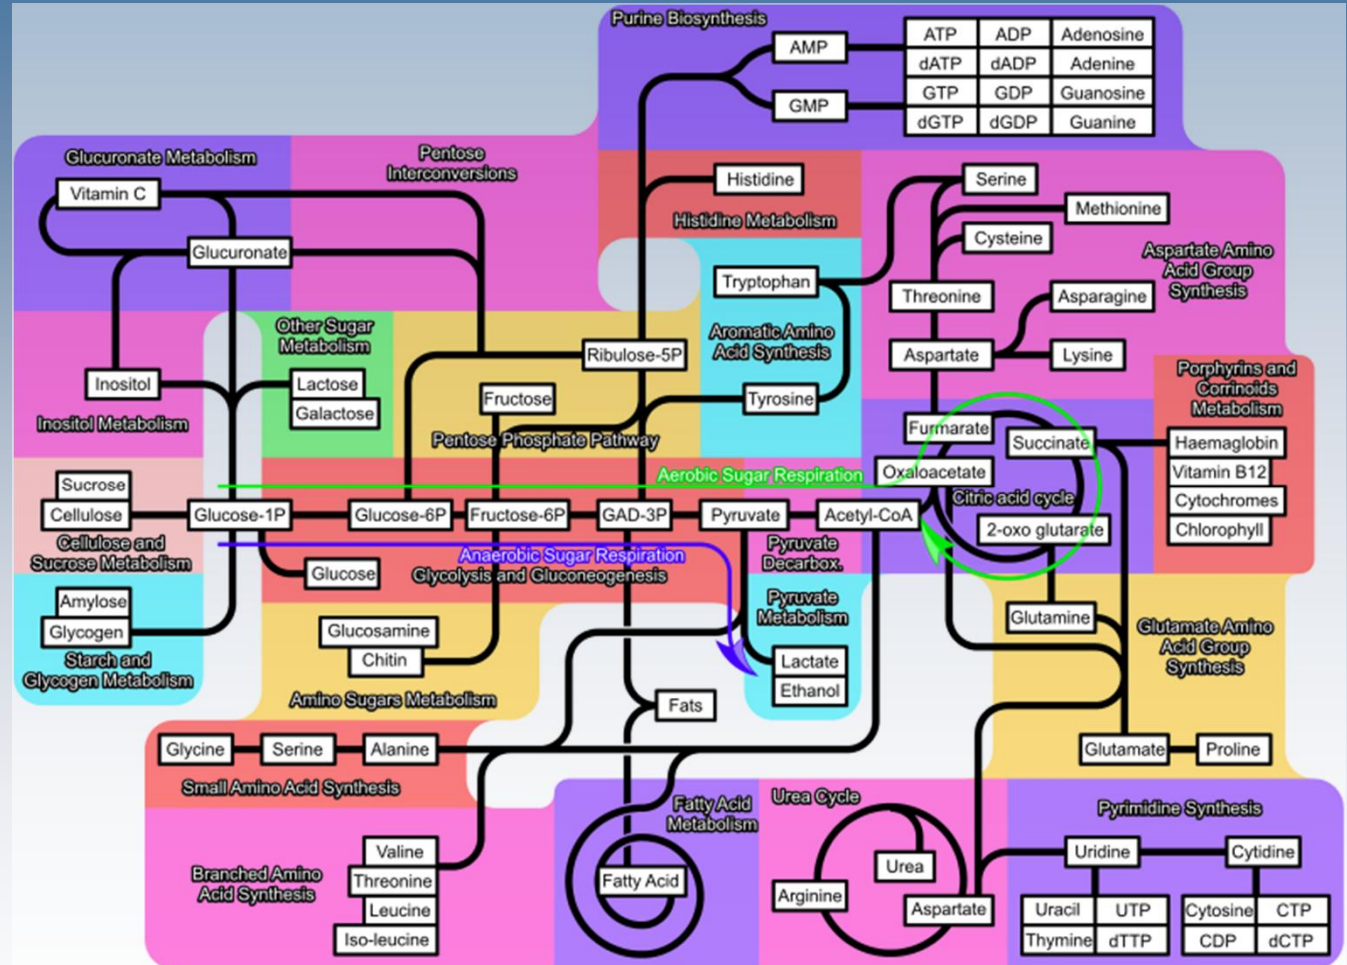 Purine Biosynthesis
AMP
ATP
ADP
Adenosine
dATP
dADP
Adenine
GMP
GTP
GDP
Guanosine
dGTP
dGDP
Guanine
Glucuronate Metabolism
Pentose
Interconversions
Vitamin C
Glucuronate
Histidine
Histidine Metabolism
Serine
Methionine
Cysteine
Aspartate Amino
Acid Group
Synthesis
Tryptophan
Threonine
Asparagine
Aromatic Amino
Acid Synthesis
Aspartate
Lysine
Tyrosine
Other Sugar
Metabolism
Ribulose-5P
Inositol
Lactose
Galactose
Fructose
Inositol Metabolism
Pentose Phosphate Pathway
Porphyrins and
Corrinoids
Metabolism
Furmarate
Succinate
Haemaglobin
Oxaloacetate
Vitamin B12
Citric acid cycle
Cytochromes
2-oxo glutarate
Chlorophyll
Aerobic Sugar Respiration
Sucrose
Cellulose
Glucose-1P
Glucose-6P
Fructose-6P
GAD-3P
Pyruvate
Acetyl-CoA
Cellulose and
Sucrose Metabolism
Anaerobic Sugar Respiration
Glycolysis and Gluconeogenesis
Pyruvate
Decarbox.
Glucose
Amylose
Glycogen
Starch and
Glycogen Metabolism
Glucosamine
Chitin
Amino Sugars Metabolism
Pyruvate
Metabolism
Lactate
Ethanol
Glutamine
Glutamate Amino
Acid Group
Synthesis
Fats
Glycine
Serine
Alanine
Small Amino Acid Synthesis
Glutamate
Proline
Fatty Acid
Metabolism
Urea Cycle
Pyrimidine Synthesis
Valine
Threonine
Leucine
Iso-leucine
Branched Amino
Acid Synthesis
Fatty Acid
Urea
Arginine
Aspartate
Uridine
Cytidine
Uracil
UTP
Cytosine
CTP
Thymine
dTTP
CDP
dCTP